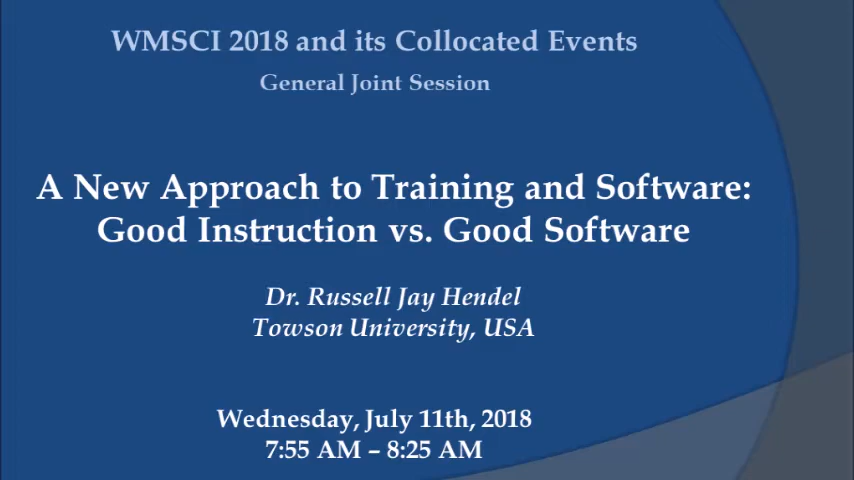 WMSCI 2018 and its Collocated Events
General Joint Session
A New Approach to Training and Software:
Good Instruction vs. Good Software
Dr. Russell Jay Hendel
Towson University, USA
Wednesday, July 11th, 2018
7:55 AM – 8:25 AM